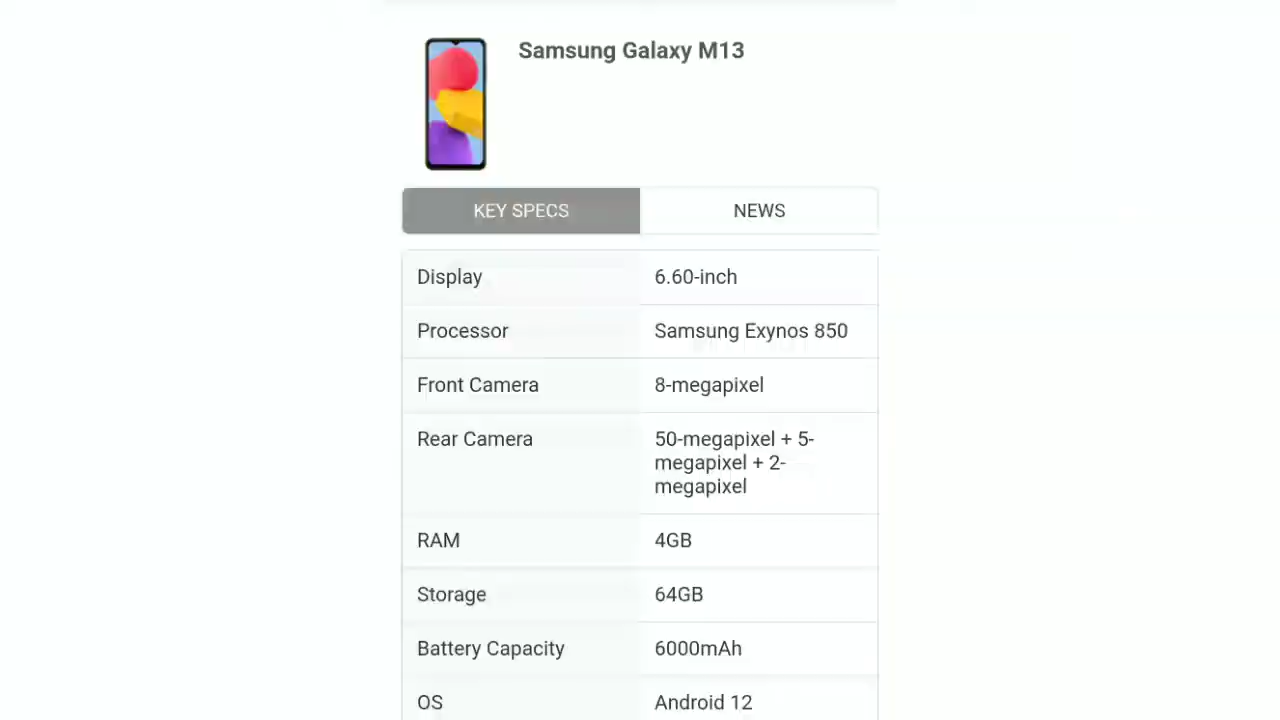 Samsung Galaxy M13
KEY SPECS
NEWS
Display
6.60-inch
Processor
Samsung Exynos 850
Front Camera
8-megapixel
Rear Camera
50-megapixel + 5-
megapixel + 2-
megapixel
RAM
4GB
Storage
64GB
Battery Capacity
6000mAh
OS
Android 12